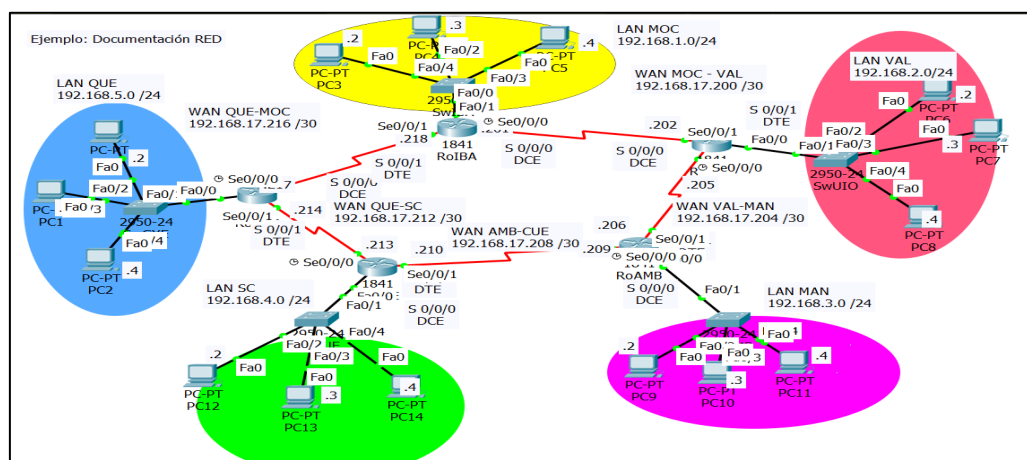 Ejemplo: Documentación RED
LAN QUE
192.168.5.0 /24
WAN QUE-MOC
192.168.17.216 /30
LAN MOC
192.168.1.0/24
WAN MOC - VAL
192.168.17.200 /30
LAN VAL
192.168.2.0/24
.2
Fa0
PC-PT
PC3
.3
Fa0/2
Fa0/4
Fa0
.4
Fa0/3
PC5
Fa0/0
Fa0/1
Se0/0/1
.218
1841
RoIBA
S 0/0/1
DTE
S 0/0/0
DCE
.202
S 0/0/1
DTE
Se0/0/1
Fa0/0
Fa0/1
Fa0/2
Fa0/3
Fa0/4
Fa0
.2
PC6
Fa0
.3
PC-PT
PC7
2950-24
SwUIO
Fa0
.4
PC-PT
PC8
Se0/0/0
.205
PC-PT
.2
Fa0
Fa0/2
Fa0
PC1
Fa0/0
Se0/0/0
2950-24
Fa0
PC-PT
PC2
.4
S 0/0/0
DCE
.214
Se0/0/1
S 0/0/1
DTE
WAN QUE-SC
192.168.17.212 /30
.213
Se0/0/0
.210
WAN AMB-CUE
192.168.17.208 /30
.206
.209
WAN VAL-MAN
192.168.17.204 /30
Se0/0/1
Se0/0/0
RoAMB
S 0/0/0
DCE
Se0/0/1
DTE
S 0/0/0
DCE
1841
LAN SC
192.168.4.0 /24
Fa0/1
Fa0/2
Fa0/3
Fa0/4
.2
Fa0
PC-PT
PC12
Fa0
.3
PC-PT
PC13
Fa0
.4
PC-PT
PC14
Fa0/1
LAN MAN
192.168.3.0 /24
2950-24
.2
Fa0
PC-PT
PC9
Fa0
.3
PC-PT
PC10
Fa0
.4
PC-PT
PC11